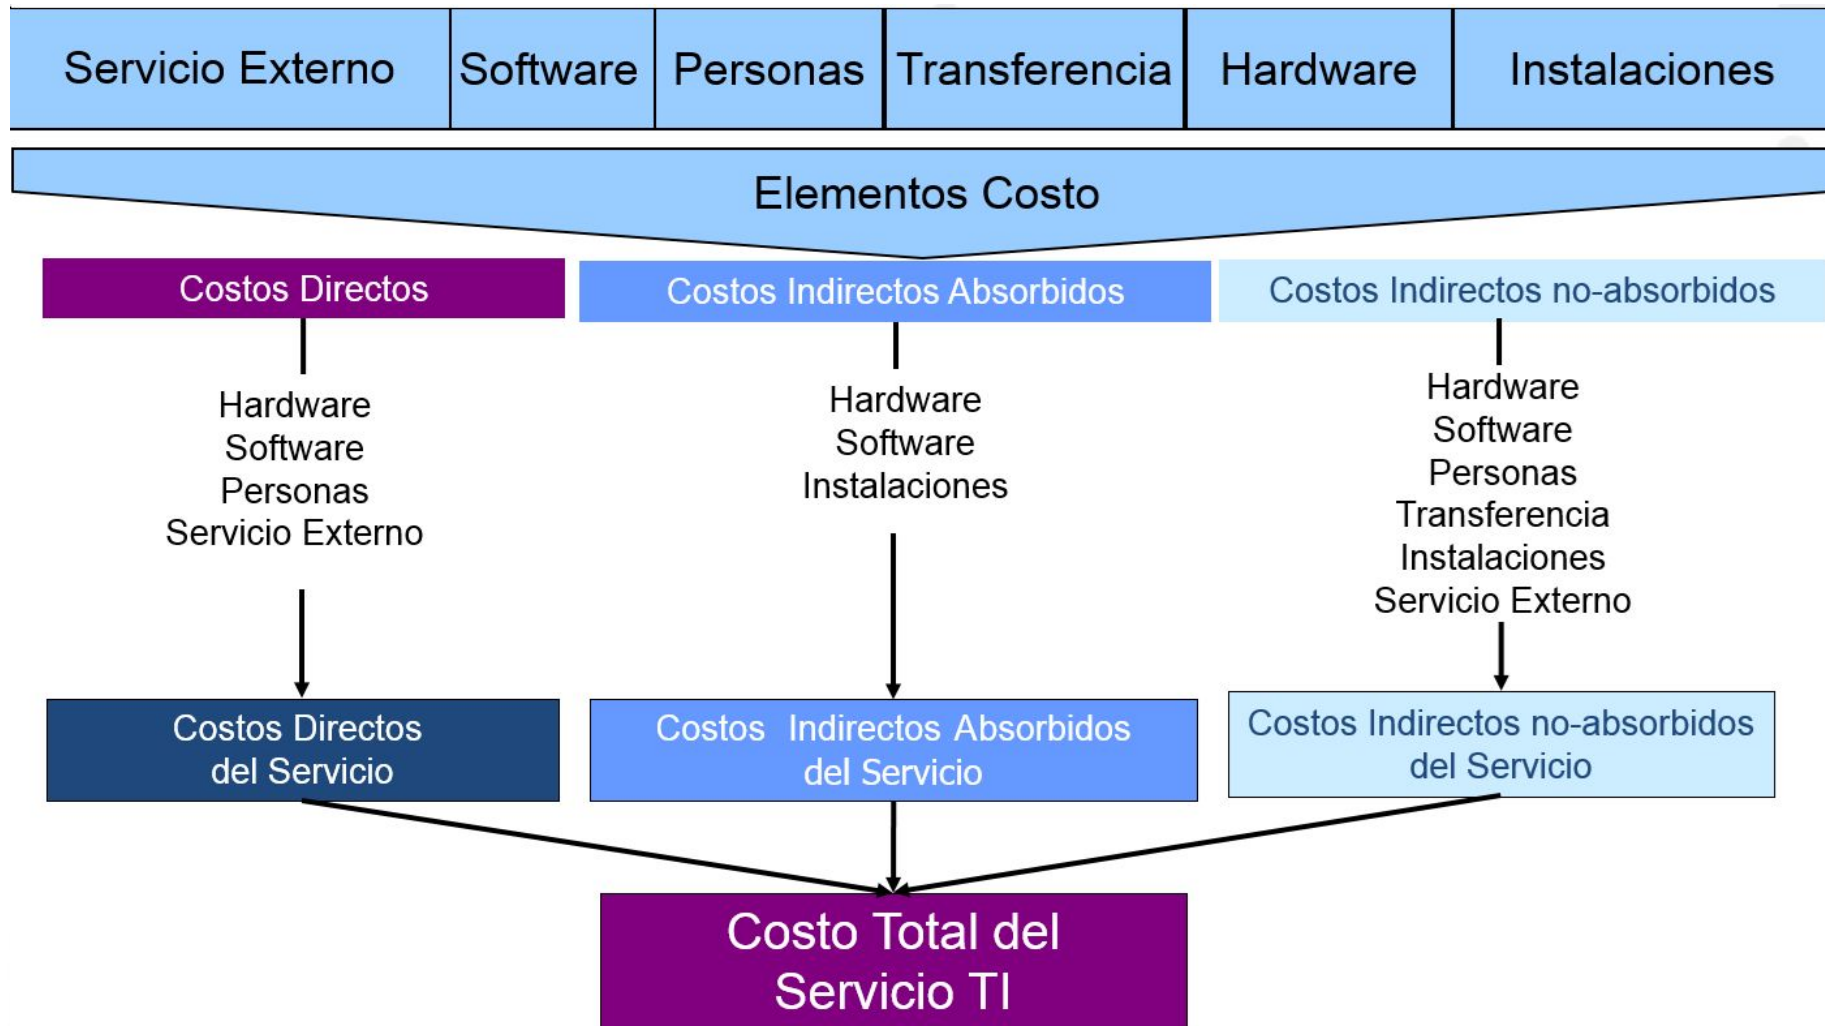 Servicio Externo
Software
Personas
Transferencia
Hardware
Instalaciones
Elementos Costo
Costos Directos
Costos Indirectos Absorbidos
Costos Indirectos no-absorbidos
Hardware
Software
Personas
Servicio Externo
Hardware
Software
Instalaciones
Hardware
Software
Personas
Transferencia
Instalaciones
Servicio Externo
Costos Directos
del Servicio
Costos Indirectos Absorbidos
del Servicio
Costos Indirectos no-absorbidos
del Servicio
Costo Total del
Servicio TI